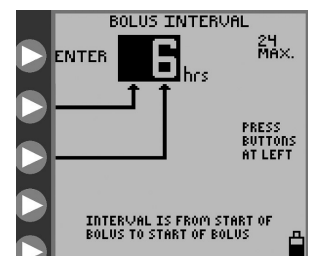 BOLUS INTERVAL
ENTER 6 hrs
24
MAX.
PRESS
BUTTONS
AT LEFT
INTERVAL IS FROM START OF
BOLUS TO START OF BOLUS